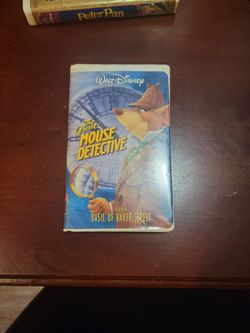 Peter Pan
WALT DISNEY
The Great
MOUSE
DETECTIVE
BASIL OF BAKER STREET